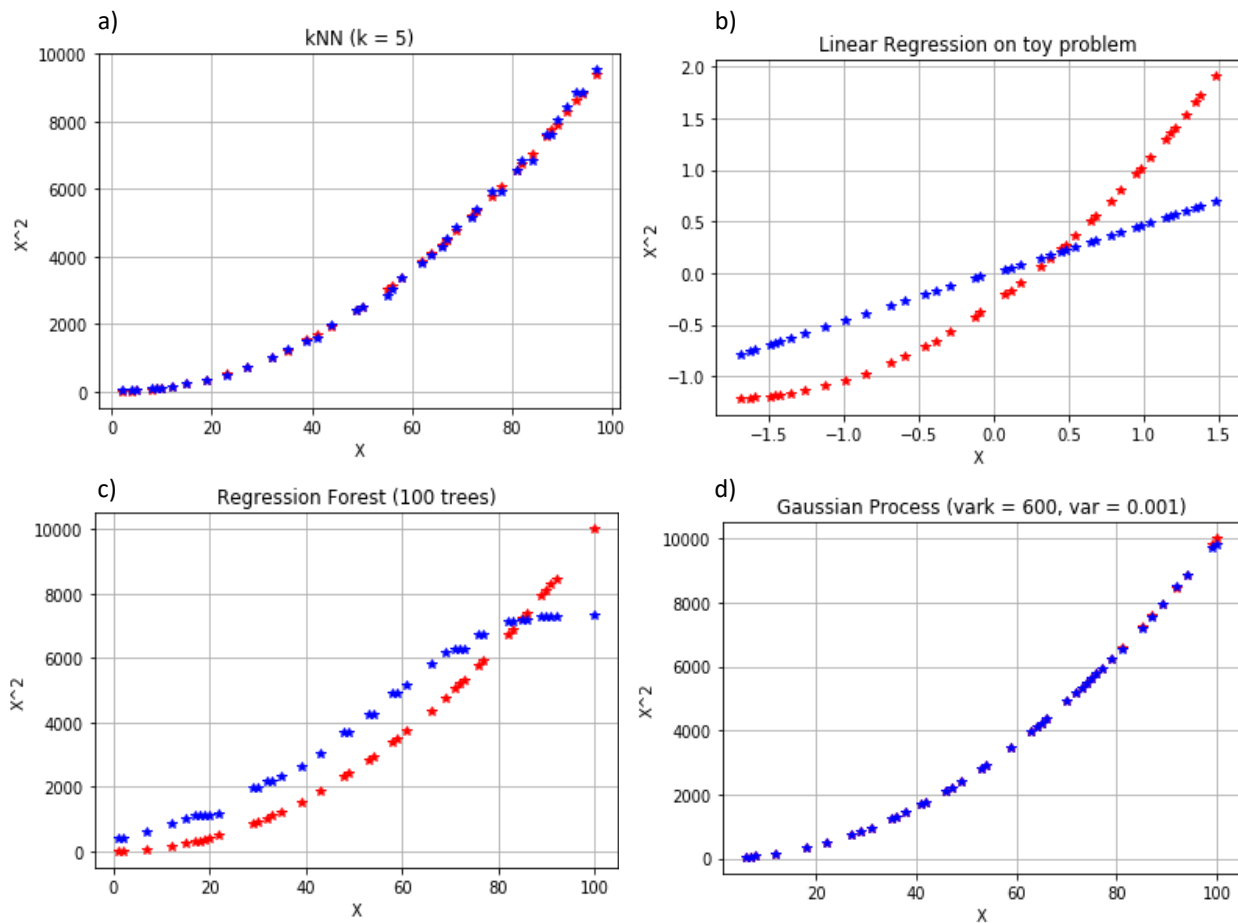 a)
kNN (k = 5)
10000
8000
6000
4000
2000
0
X^2
0 20 40 60 80 100
X
b)
Linear Regression on toy problem
2.0
1.5
1.0
0.5
0.0
−0.5
−1.0
X^2
−1.5 −1.0 −0.5 0.0 0.5 1.0 1.5
X
c)
Regression Forest (100 trees)
10000
8000
6000
4000
2000
0
X^2
0 20 40 60 80 100
X
d)
Gaussian Process (vark = 600, var = 0.001)
10000
8000
6000
4000
2000
0
X^2
20 40 60 80 100
X